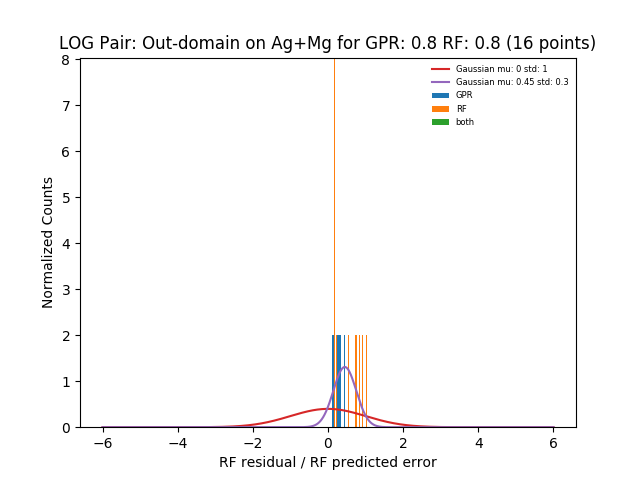 LOG Pair: Out-domain on Ag+Mg for GPR: 0.8 RF: 0.8 (16 points)
Gaussian mu: 0 std: 1
Gaussian mu: 0.45 std: 0.3
GPR
RF
both
Normalized Counts
8
7
6
5
4
3
2
1
0
−6 −4 −2 0 2 4 6
RF residual / RF predicted error